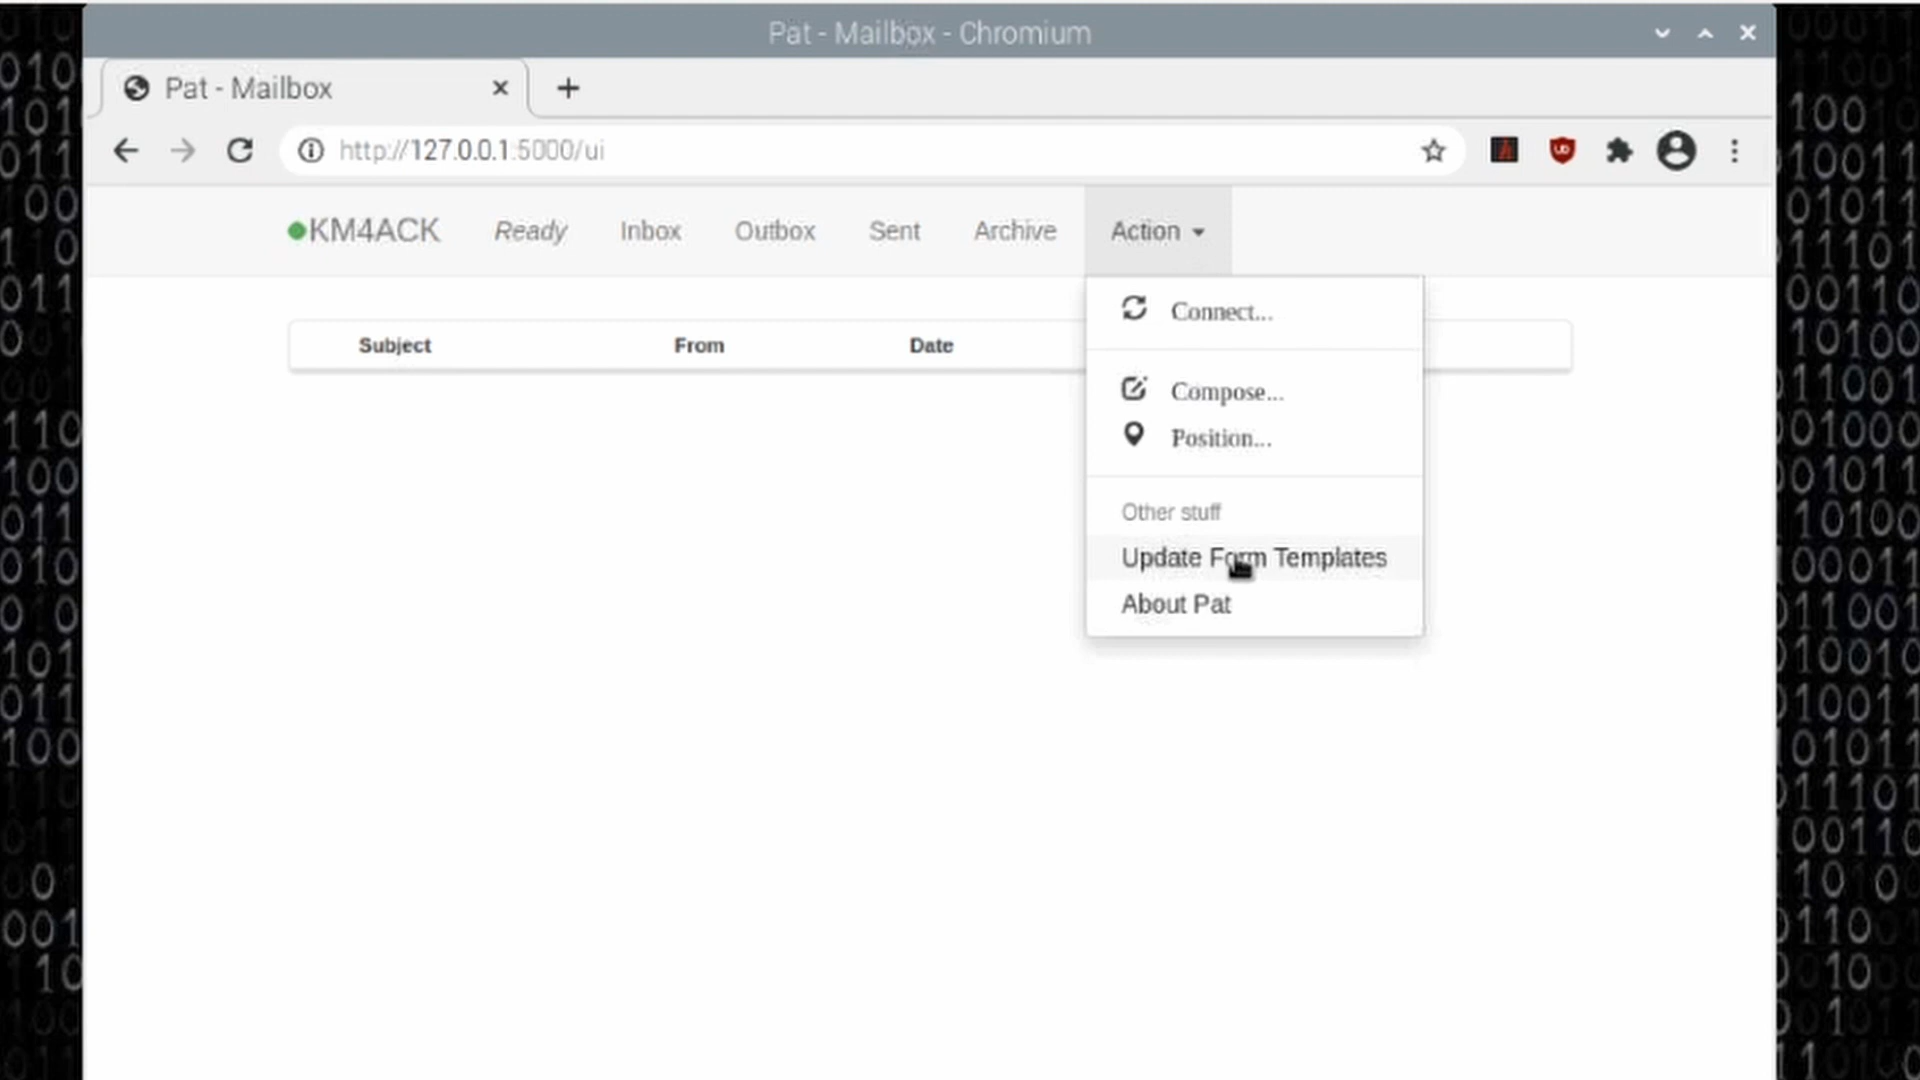 Pat - Mailbox - Chromium
Pat - Mailbox
http://127.0.0.1:5000/ui
KM4ACK Ready Inbox Outbox Sent Archive Action
Connect...
Subject From Date
Compose...
Position...
Other stuff
Update Form Templates
About Pat